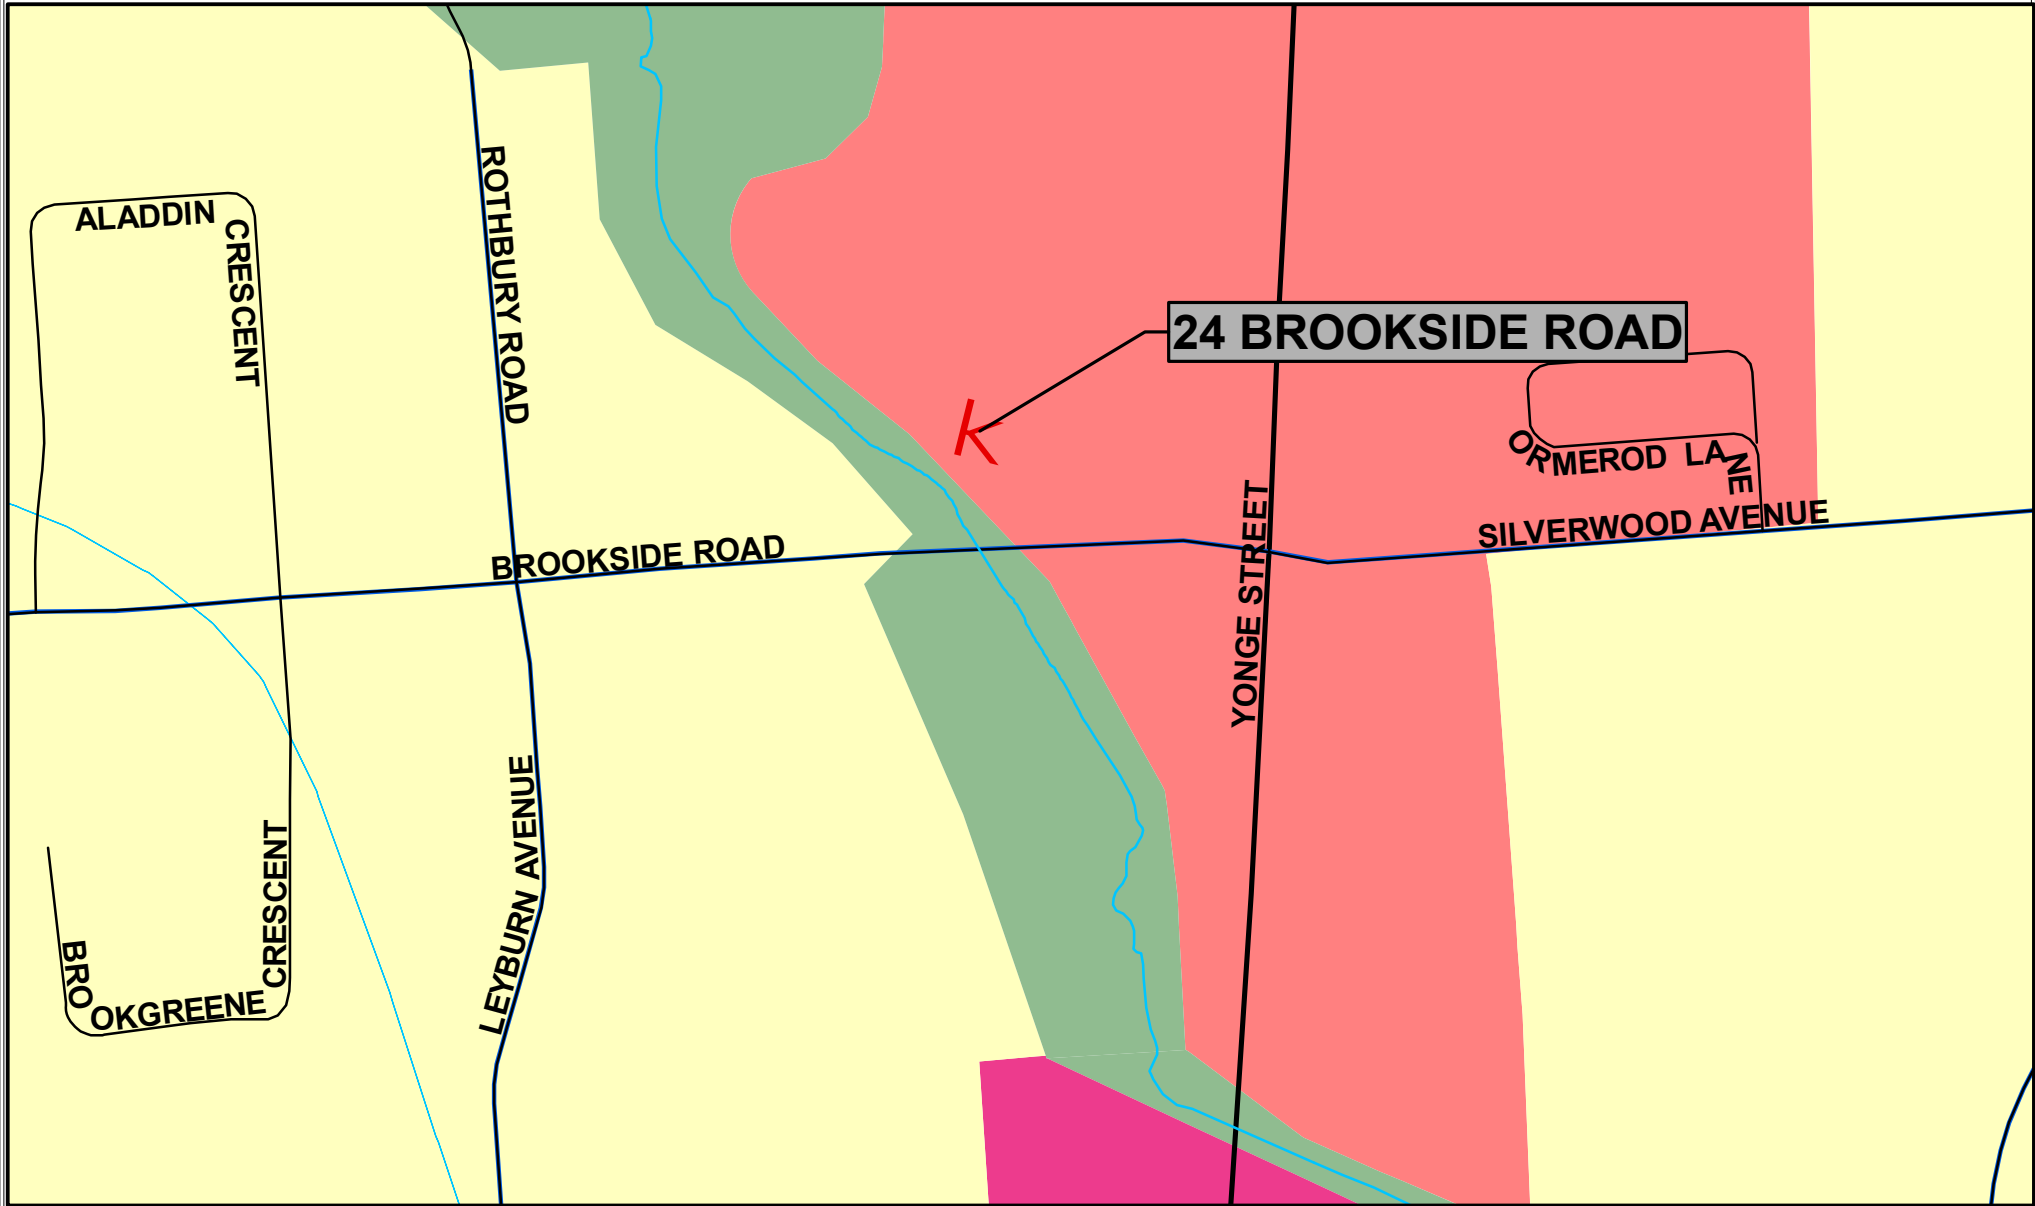 ALADDIN
CRESCENT
ROTHBURY ROAD
24 BROOKSIDE ROAD
ORMEROD LANE
SILVERWOOD AVENUE
BROOKSIDE ROAD
YONGE STREET
LEYBURN AVENUE
BROOKGREENE
CRESCENT